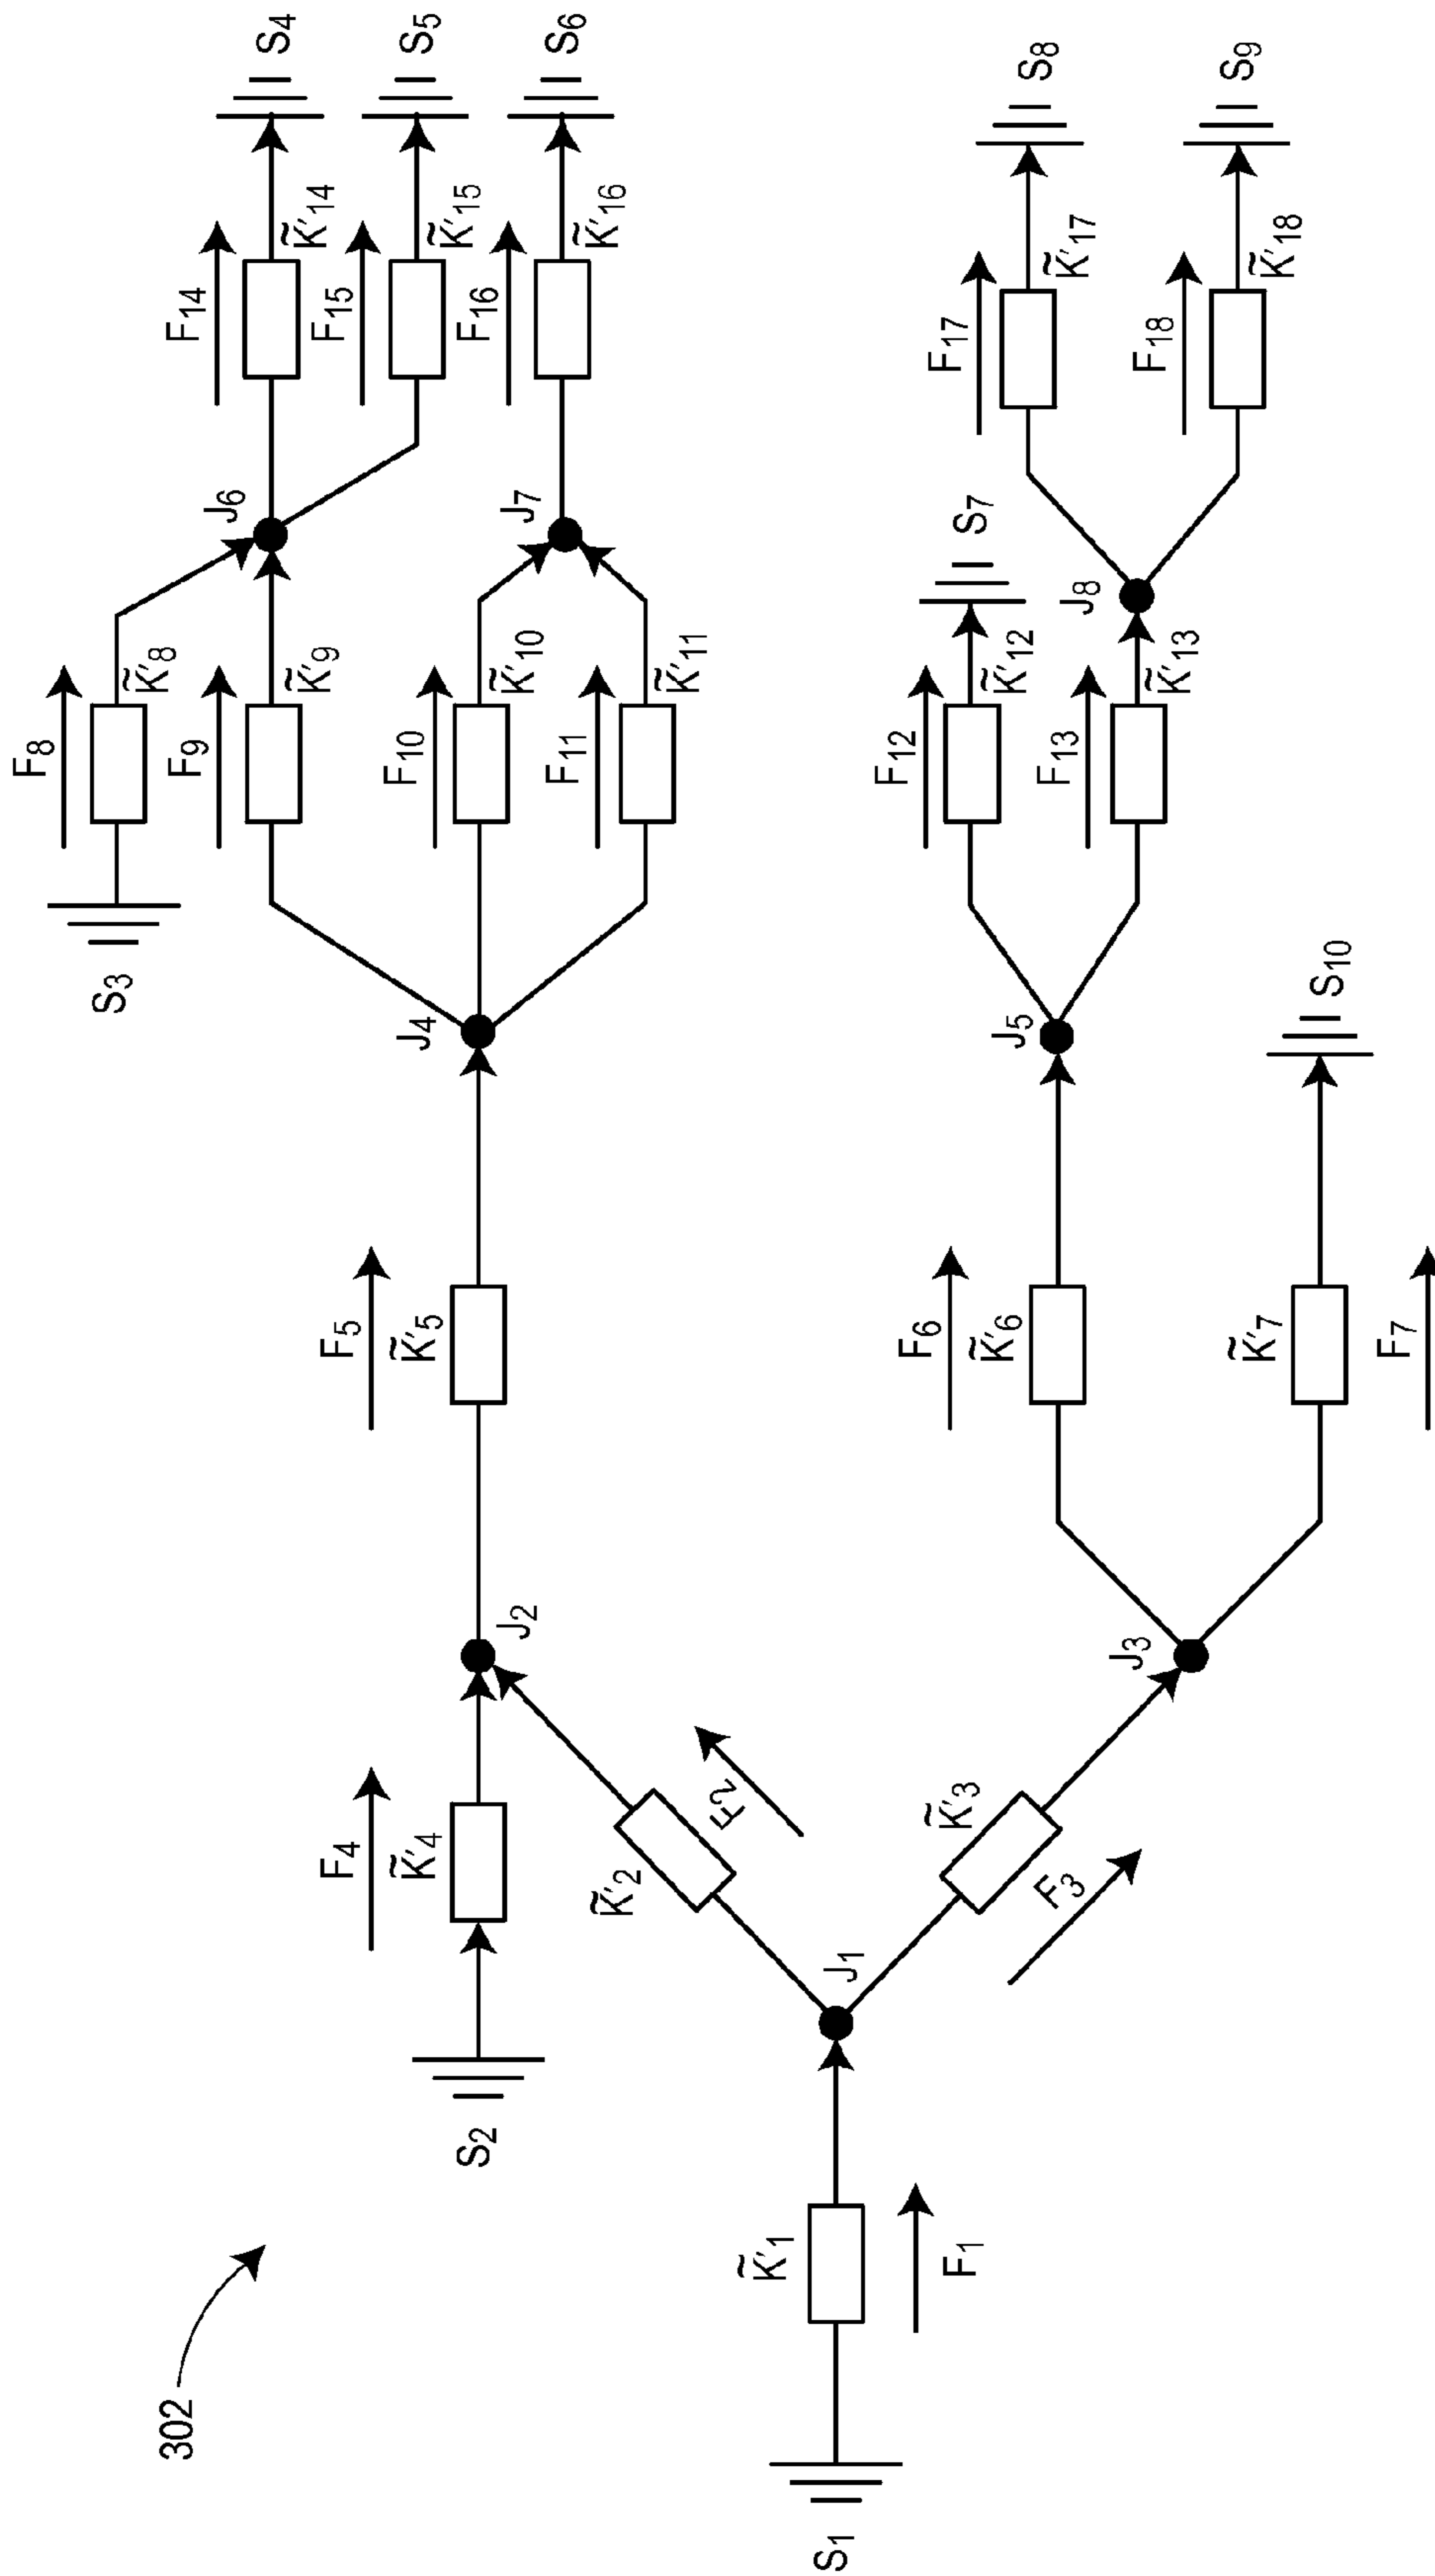 302
S₁
K̃'₁
F₁
J₁
S₂
F₄
K̃'₄
K̃'₂
F₂
K̃'₃
F₃
J₂
J₃
F₅
K̃'₅
F₆
K̃'₆
K̃'₇
F₇
S₁₀
J₄
J₅
S₃
F₈
K̃'₈
F₉
K̃'₉
F₁₀
K̃'₁₀
F₁₁
K̃'₁₁
F₁₂
K̃'₁₂
S₇
F₁₃
K̃'₁₃
J₆
J₇
J₈
F₁₄
K̃'₁₄
S₄
F₁₅
K̃'₁₅
S₅
F₁₆
K̃'₁₆
S₆
F₁₇
K̃'₁₇
S₈
F₁₈
K̃'₁₈
S₉